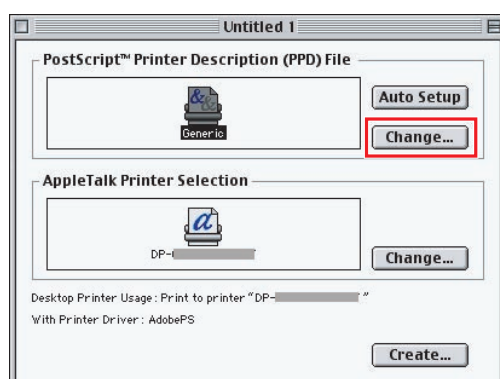 Untitled 1
PostScript™ Printer Description (PPD) File
Generic
Auto Setup
Change...
AppleTalk Printer Selection
DP-
Change...
Desktop Printer Usage: Print to printer "DP- "
With Printer Driver: AdobePS
Create...